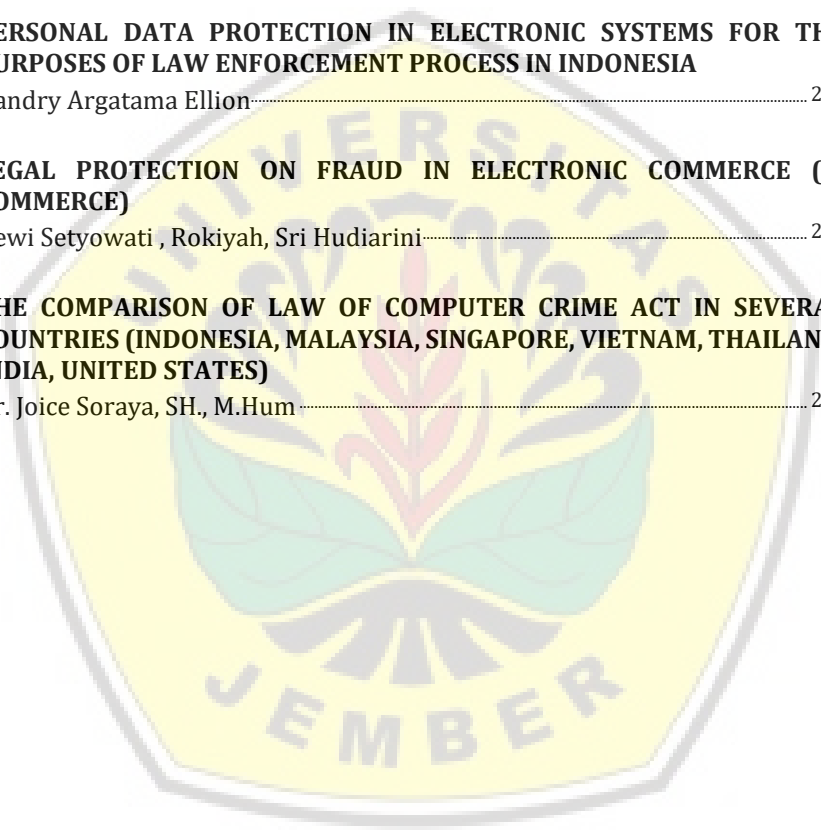 ERSONAL DATA PROTECTION IN ELECTRONIC SYSTEMS FOR TH
URPOSES OF LAW ENFORCEMENT PROCESS IN INDONESIA
andry Argatama Ellion 2
EGAL PROTECTION ON FRAUD IN ELECTRONIC COMMERCE (
OMMERCE)
ewi Setyowati , Rokiyah, Sri Hudiarini 2
HE COMPARISON OF LAW OF COMPUTER CRIME ACT IN SEVERA
OUNTRIES (INDONESIA, MALAYSIA, SINGAPORE, VIETNAM, THAILAN
NDIA, UNITED STATES)
r. Joice Soraya, SH., M.Hum 2
UNIVERSITAS
JEMBER